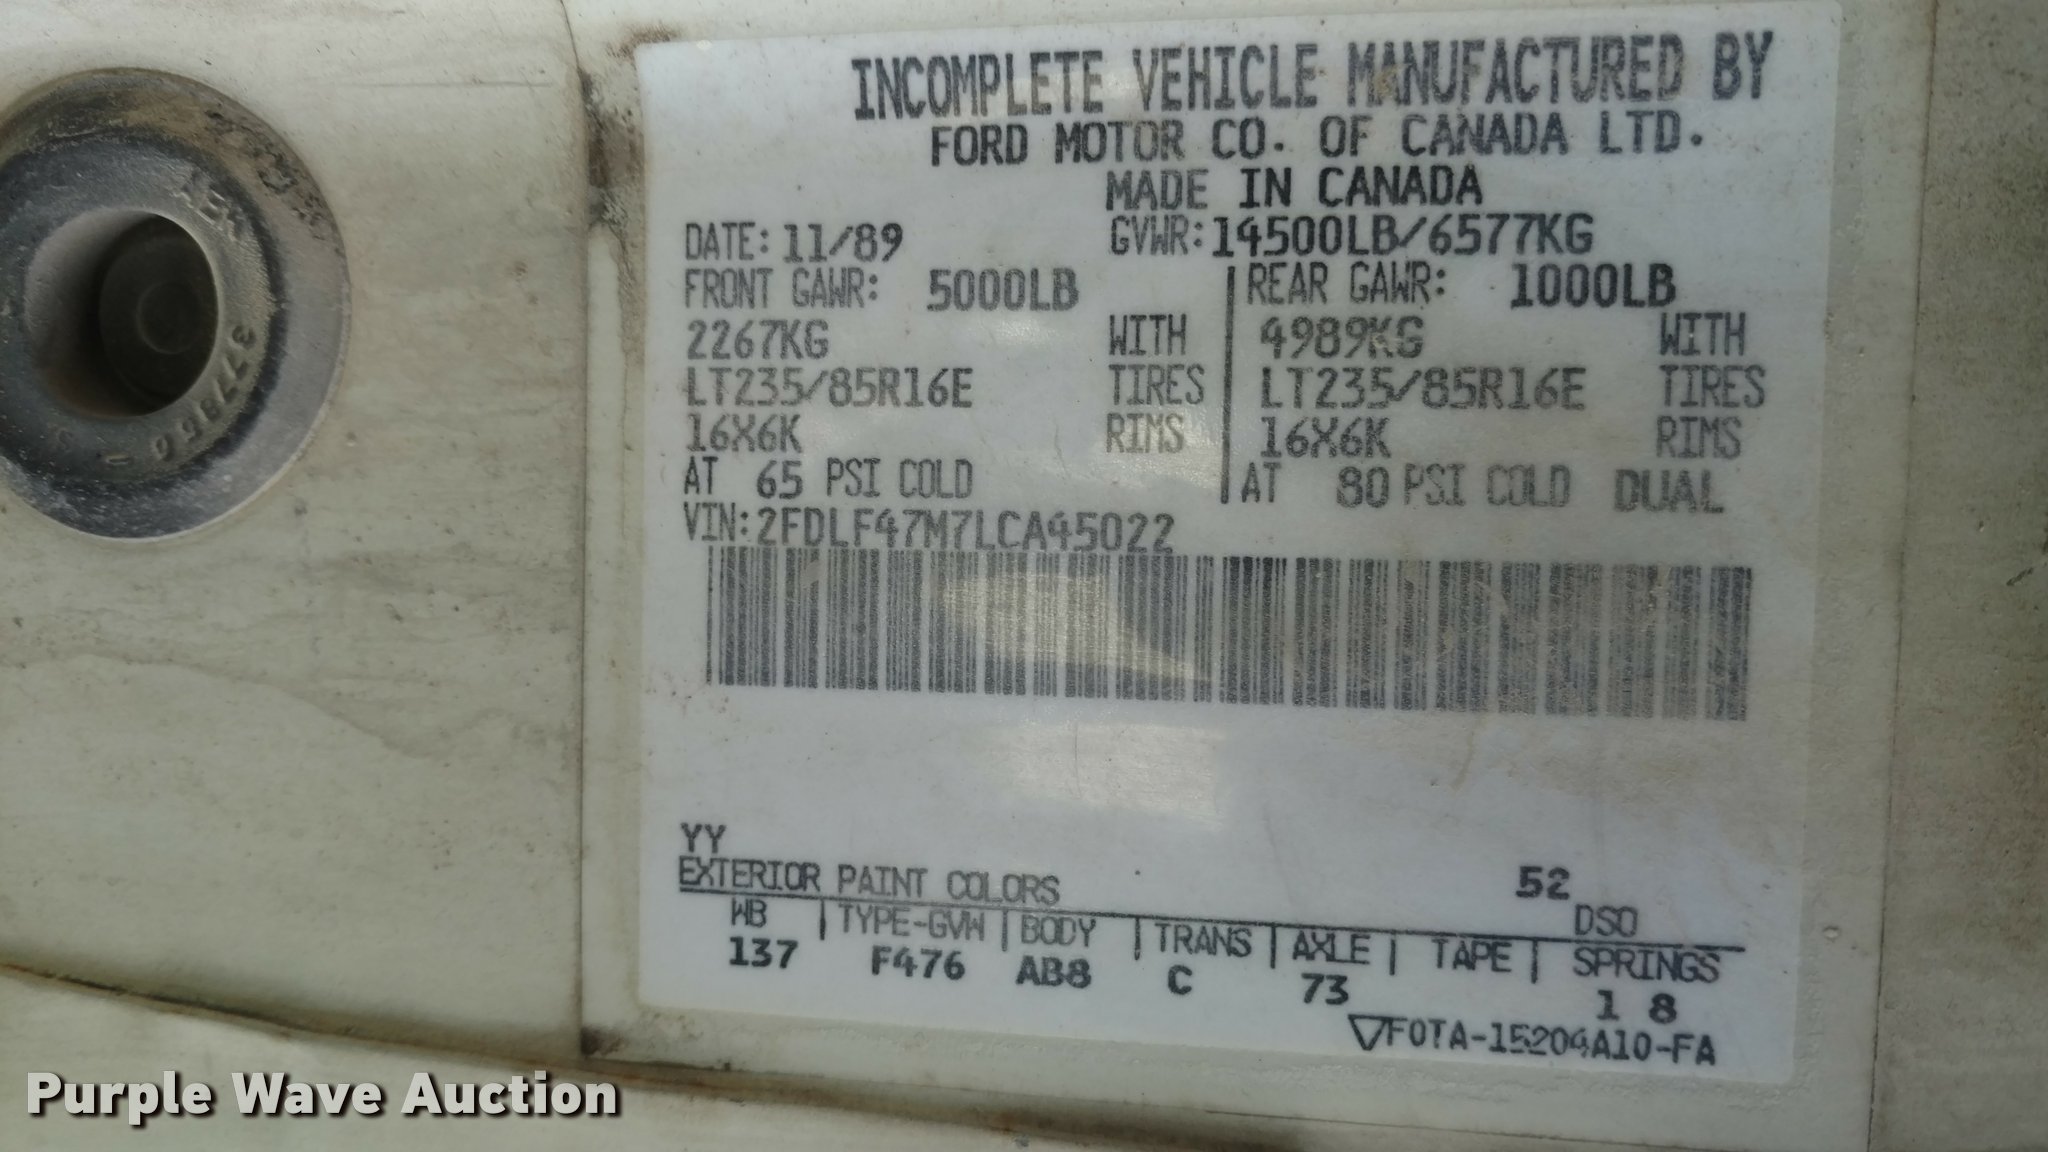 INCOMPLETE VEHICLE MANUFACTURED BY
FORD MOTOR CO. OF CANADA LTD.
MADE IN CANADA
DATE: 11/89 GVWR: 14500LB/6577KG
FRONT GAWR: 5000LB REAR GAWR: 1000LB
2267KG WITH 4989KG WITH
LT235/85R16E TIRES LT235/85R16E TIRES
16X6K RIMS 16X6K RIMS
AT 65 PSI COLD AT 80 PSI COLD DUAL
VIN: 2FDLF47M7LCA45022
YY
EXTERIOR PAINT COLORS 52 DSO
WB TYPE-GVW BODY TRANS AXLE TAPE SPRINGS
137 F476 AB8 C 73 1 8
▽F0TA-15204A10-FA
Purple Wave Auction